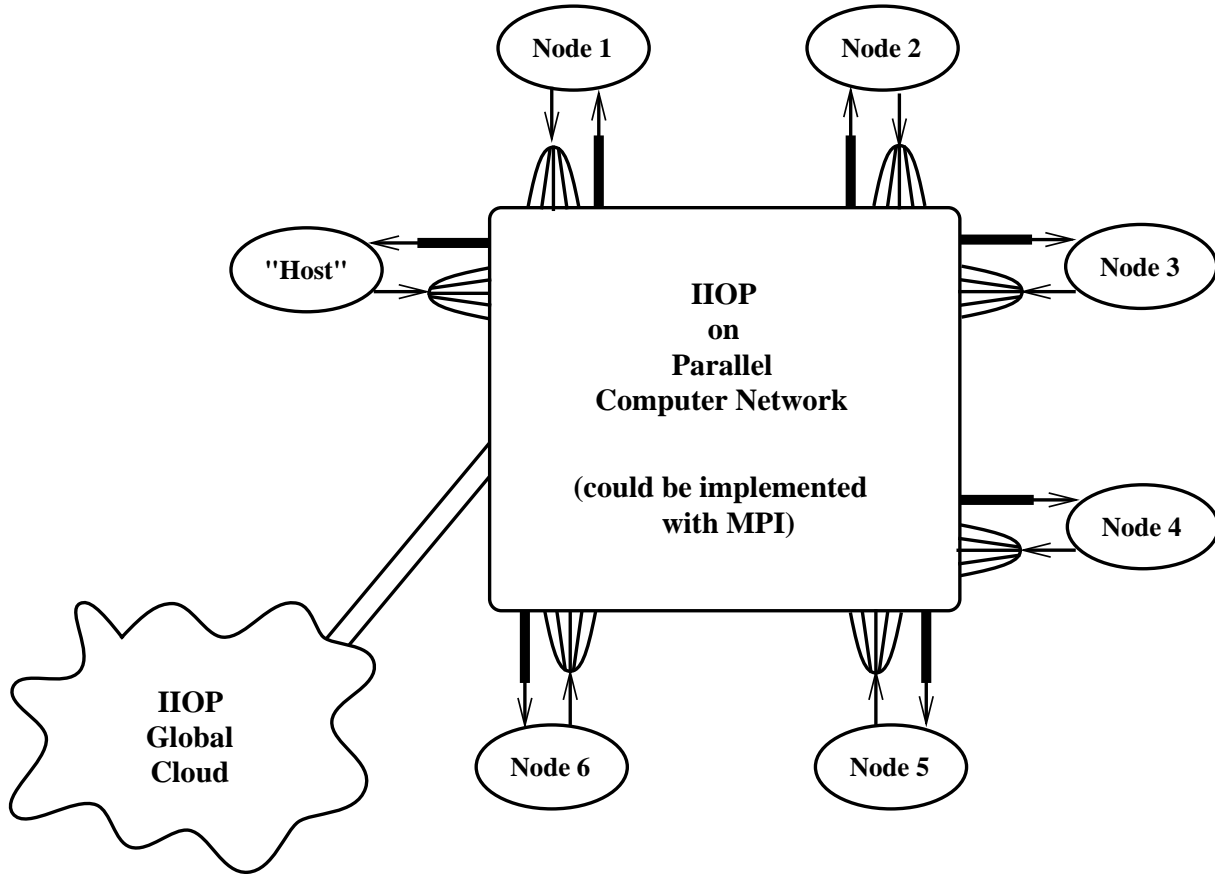 Node 1
Node 2
"Host"
Node 3
IIOP
on
Parallel
Computer Network
(could be implemented
with MPI)
Node 4
IIOP
Global
Cloud
Node 6
Node 5